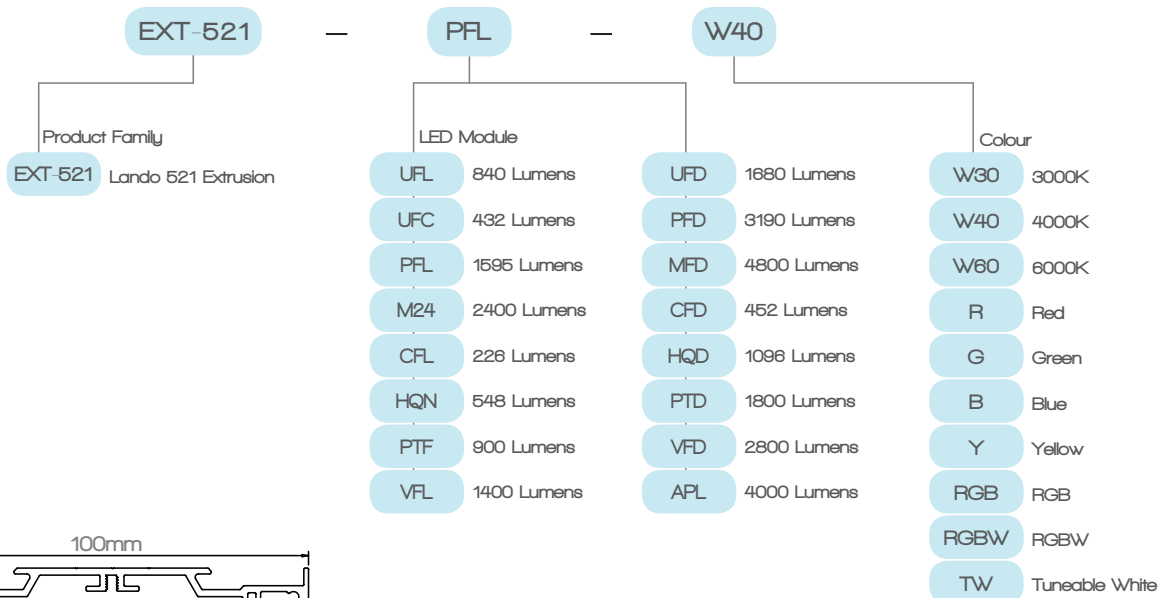 EXT-521 — PFL — W40
Product Family
EXT-521 Lando 521 Extrusion
LED Module
UFL 840 Lumens
UFC 432 Lumens
PFL 1595 Lumens
M24 2400 Lumens
CFL 226 Lumens
HQN 548 Lumens
PTF 900 Lumens
VFL 1400 Lumens
UFD 1680 Lumens
PFD 3190 Lumens
MFD 4800 Lumens
CFD 452 Lumens
HQD 1096 Lumens
PTD 1800 Lumens
VFD 2800 Lumens
APL 4000 Lumens
Colour
W30 3000K
W40 4000K
W60 6000K
R Red
G Green
B Blue
Y Yellow
RGB RGB
RGBW RGBW
TW Tuneable White
100mm